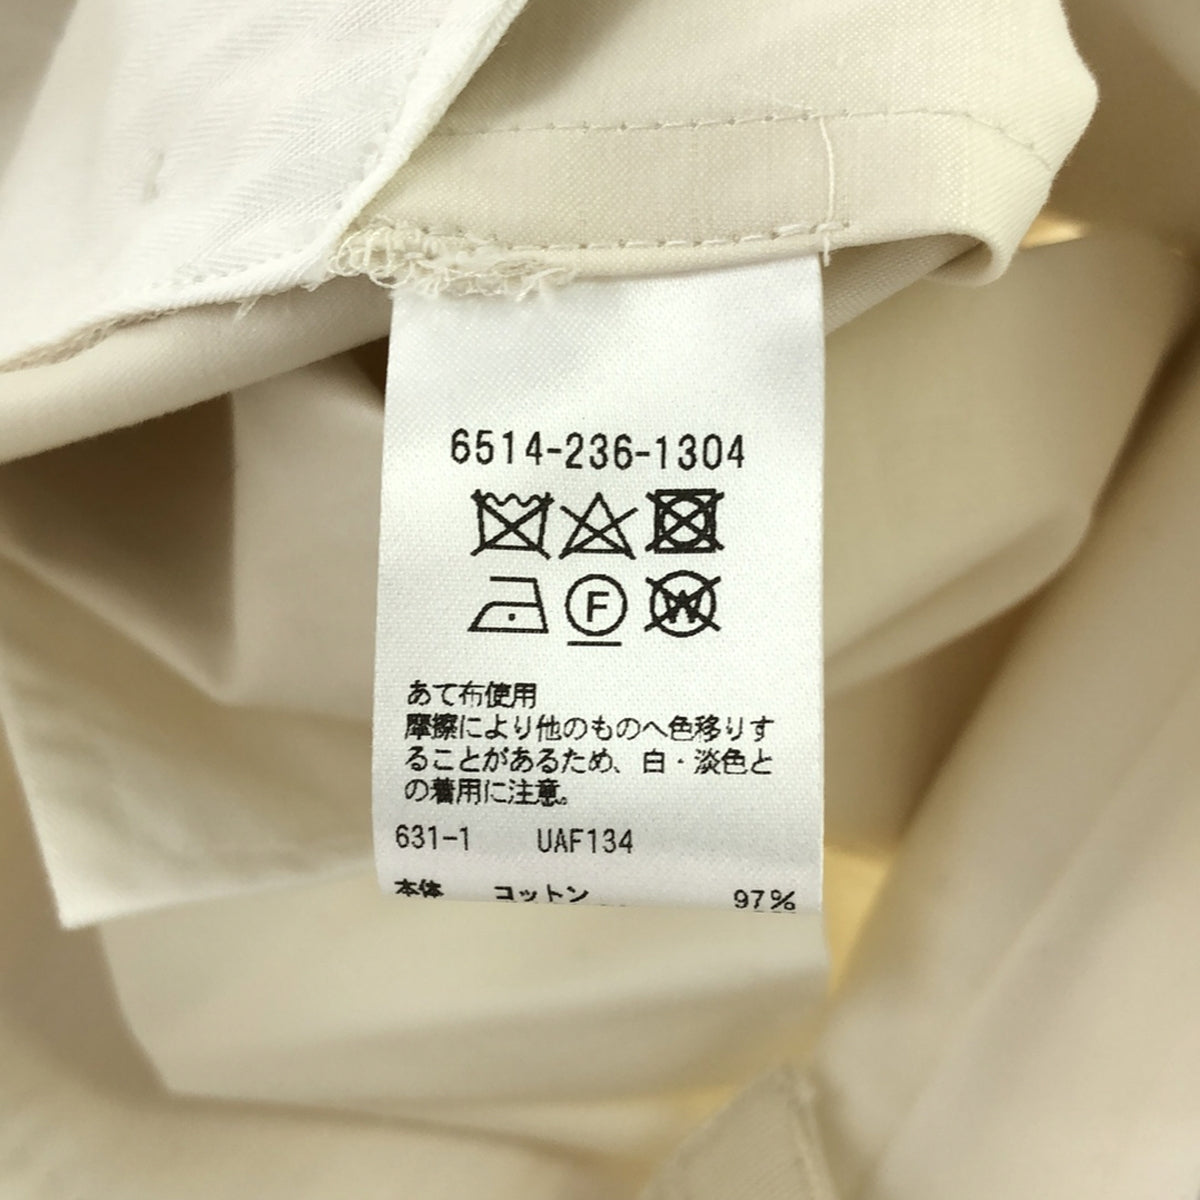 6514-236-1304
F
W
あて布使用
摩擦により他のものへ色移りす
ることがあるため、白・淡色と
の着用に注意。
631-1 UAF134
本体 コットン 97%